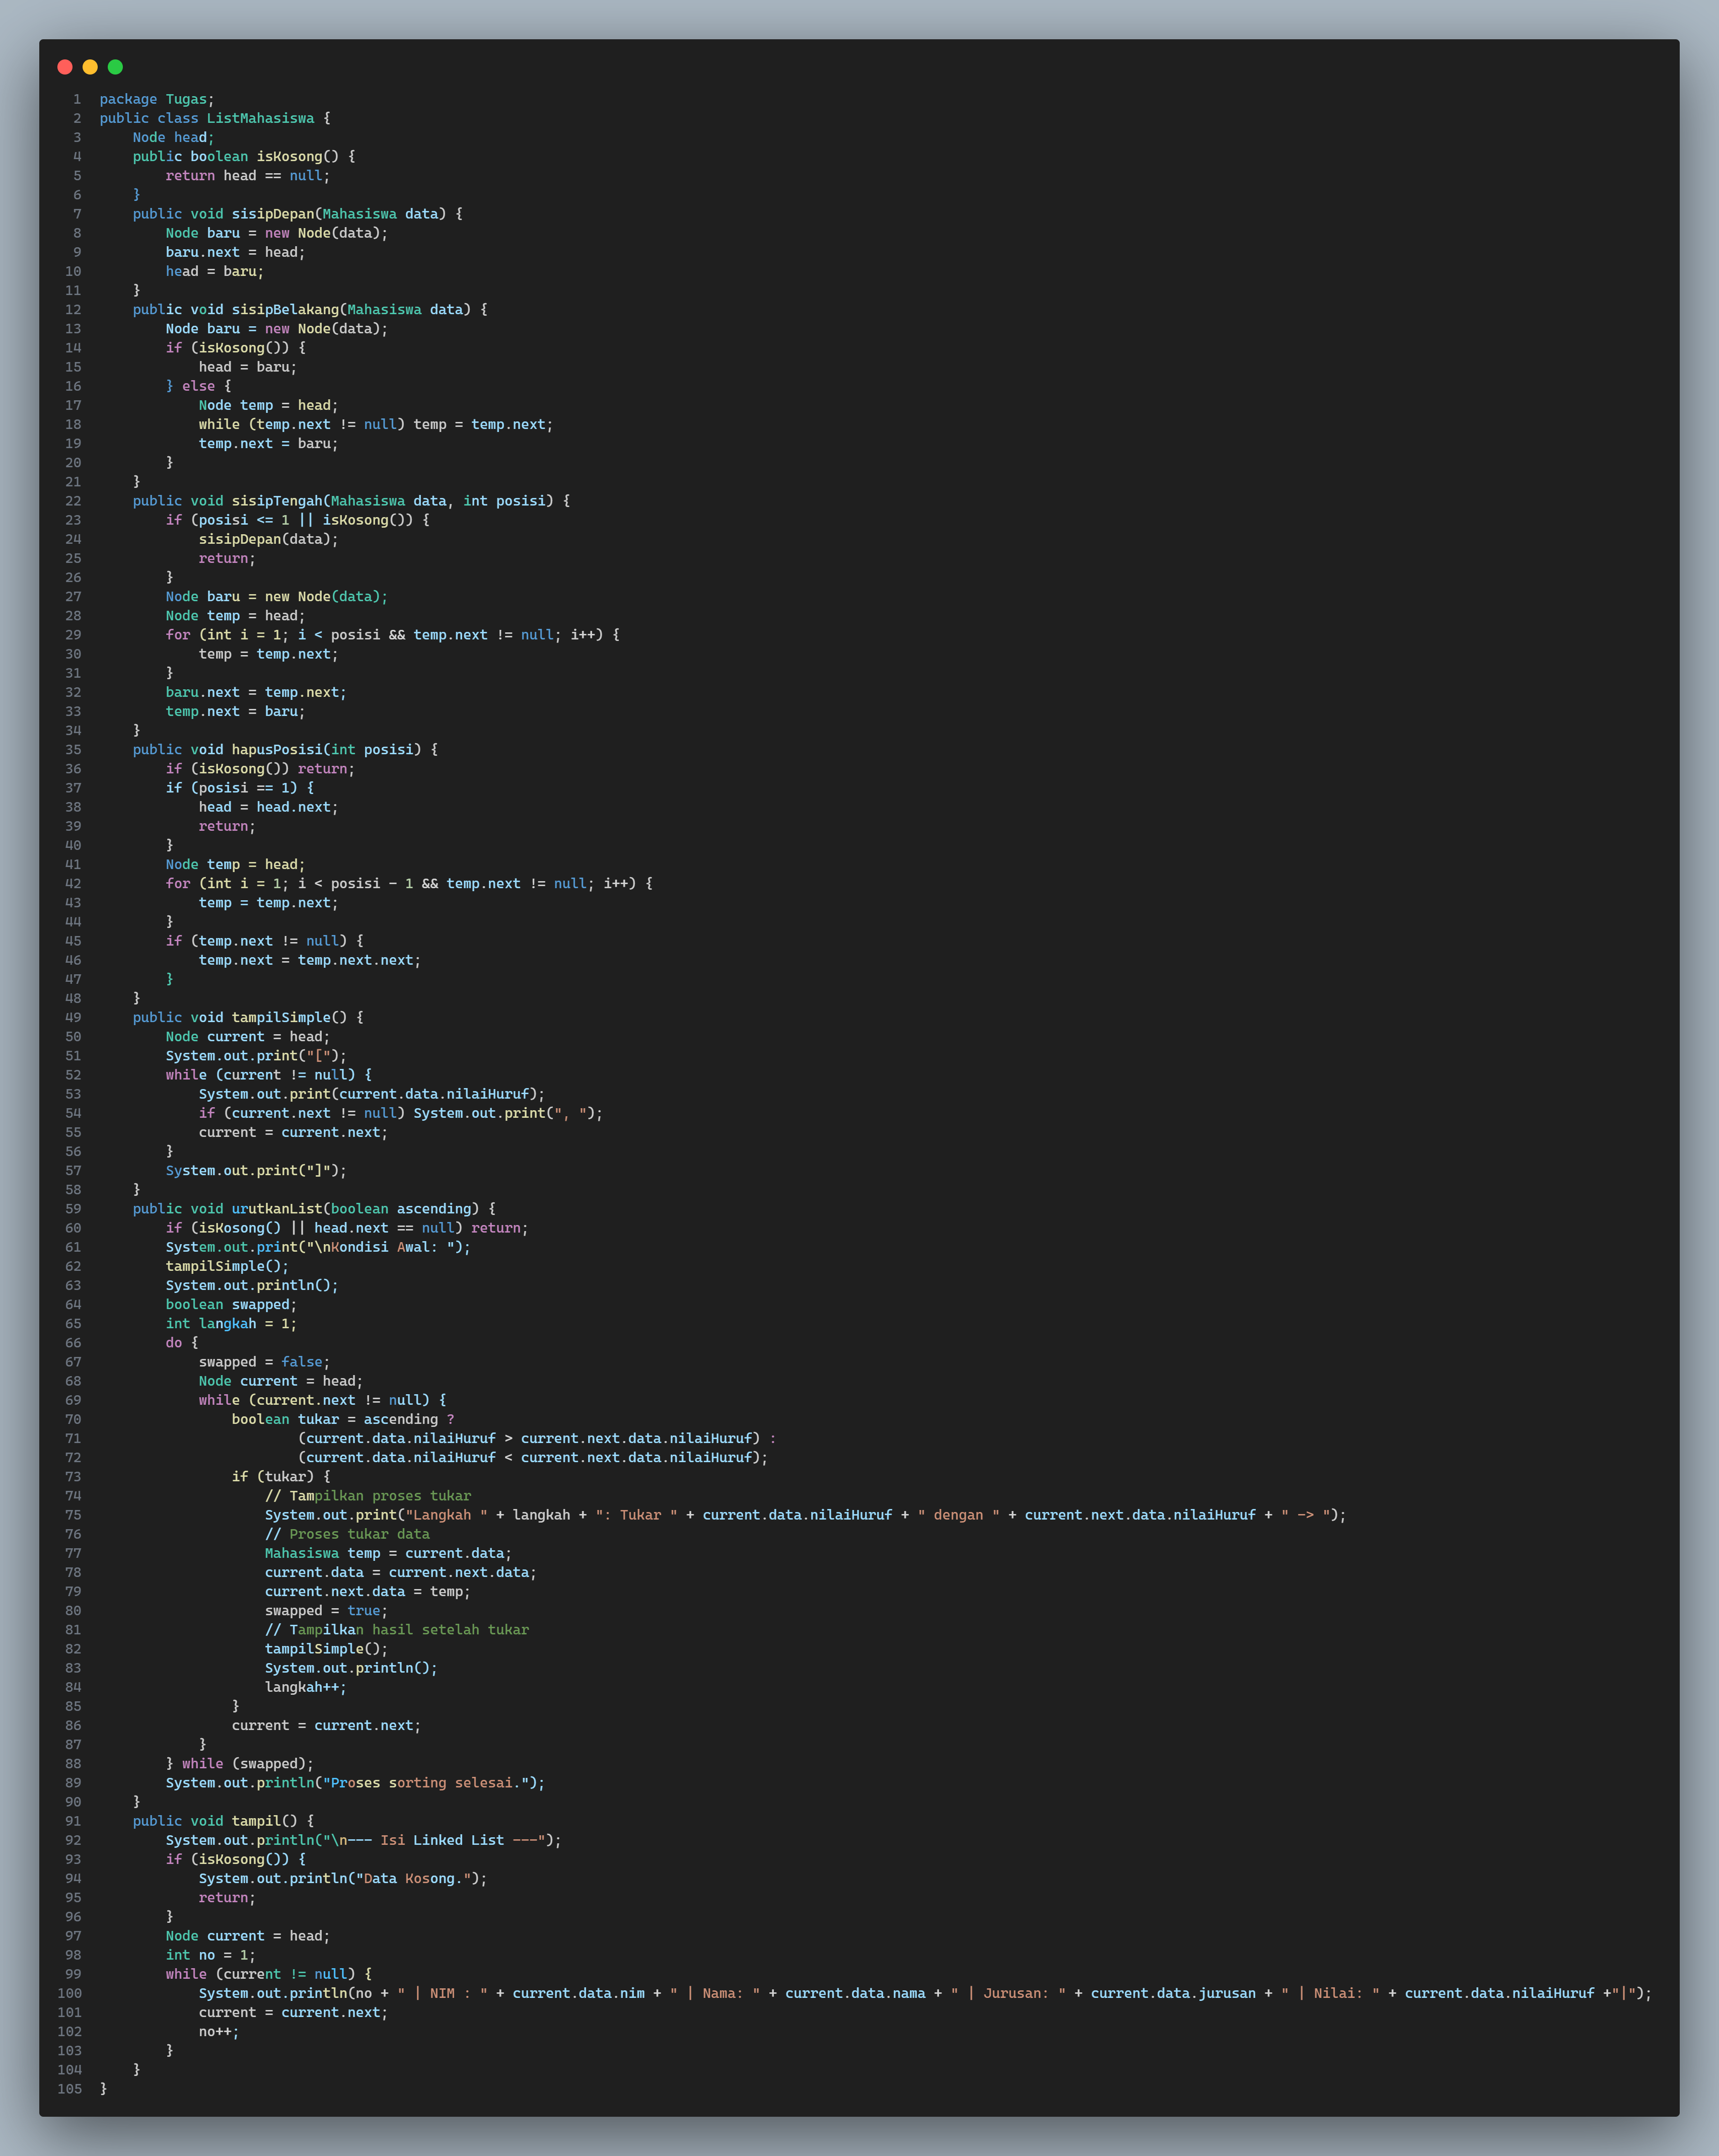 1 package Tugas;
2 public class ListMahasiswa {
3     Node head;
4     public boolean isKosong() {
5         return head == null;
6     }
7     public void sisipDepan(Mahasiswa data) {
8         Node baru = new Node(data);
9         baru.next = head;
10         head = baru;
11     }
12     public void sisipBelakang(Mahasiswa data) {
13         Node baru = new Node(data);
14         if (isKosong()) {
15             head = baru;
16         } else {
17             Node temp = head;
18             while (temp.next != null) temp = temp.next;
19             temp.next = baru;
20         }
21     }
22     public void sisipTengah(Mahasiswa data, int posisi) {
23         if (posisi <= 1 || isKosong()) {
24             sisipDepan(data);
25             return;
26         }
27         Node baru = new Node(data);
28         Node temp = head;
29         for (int i = 1; i < posisi && temp.next != null; i++) {
30             temp = temp.next;
31         }
32         baru.next = temp.next;
33         temp.next = baru;
34     }
35     public void hapusPosisi(int posisi) {
36         if (isKosong()) return;
37         if (posisi == 1) {
38             head = head.next;
39             return;
40         }
41         Node temp = head;
42         for (int i = 1; i < posisi - 1 && temp.next != null; i++) {
43             temp = temp.next;
44         }
45         if (temp.next != null) {
46             temp.next = temp.next.next;
47         }
48     }
49     public void tampilSimple() {
50         Node current = head;
51         System.out.print("[");
52         while (current != null) {
53             System.out.print(current.data.nilaiHuruf);
54             if (current.next != null) System.out.print(", ");
55             current = current.next;
56         }
57         System.out.print("]");
58     }
59     public void urutkanList(boolean ascending) {
60         if (isKosong() || head.next == null) return;
61         System.out.print("\nKondisi Awal: ");
62         tampilSimple();
63         System.out.println();
64         boolean swapped;
65         int langkah = 1;
66         do {
67             swapped = false;
68             Node current = head;
69             while (current.next != null) {
70                 boolean tukar = ascending ?
71                         (current.data.nilaiHuruf > current.next.data.nilaiHuruf) :
72                         (current.data.nilaiHuruf < current.next.data.nilaiHuruf);
73                 if (tukar) {
74                     // Tampilkan proses tukar
75                     System.out.print("Langkah " + langkah + ": Tukar " + current.data.nilaiHuruf + " dengan " + current.next.data.nilaiHuruf + " -> ");
76                     // Proses tukar data
77                     Mahasiswa temp = current.data;
78                     current.data = current.next.data;
79                     current.next.data = temp;
80                     swapped = true;
81                     // Tampilkan hasil setelah tukar
82                     tampilSimple();
83                     System.out.println();
84                     langkah++;
85                 }
86                 current = current.next;
87             }
88         } while (swapped);
89         System.out.println("Proses sorting selesai.");
90     }
91     public void tampil() {
92         System.out.println("\n--- Isi Linked List ---");
93         if (isKosong()) {
94             System.out.println("Data Kosong.");
95             return;
96         }
97         Node current = head;
98         int no = 1;
99         while (current != null) {
100             System.out.println(no + " | NIM : " + current.data.nim + " | Nama: " + current.data.nama + " | Jurusan: " + current.data.jurusan + " | Nilai: " + current.data.nilaiHuruf +"|");
101             current = current.next;
102             no++;
103         }
104     }
105 }